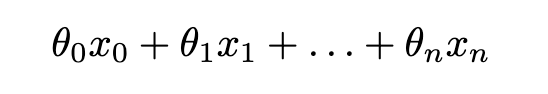 θ₀x₀ + θ₁x₁ + … + θₙxₙ